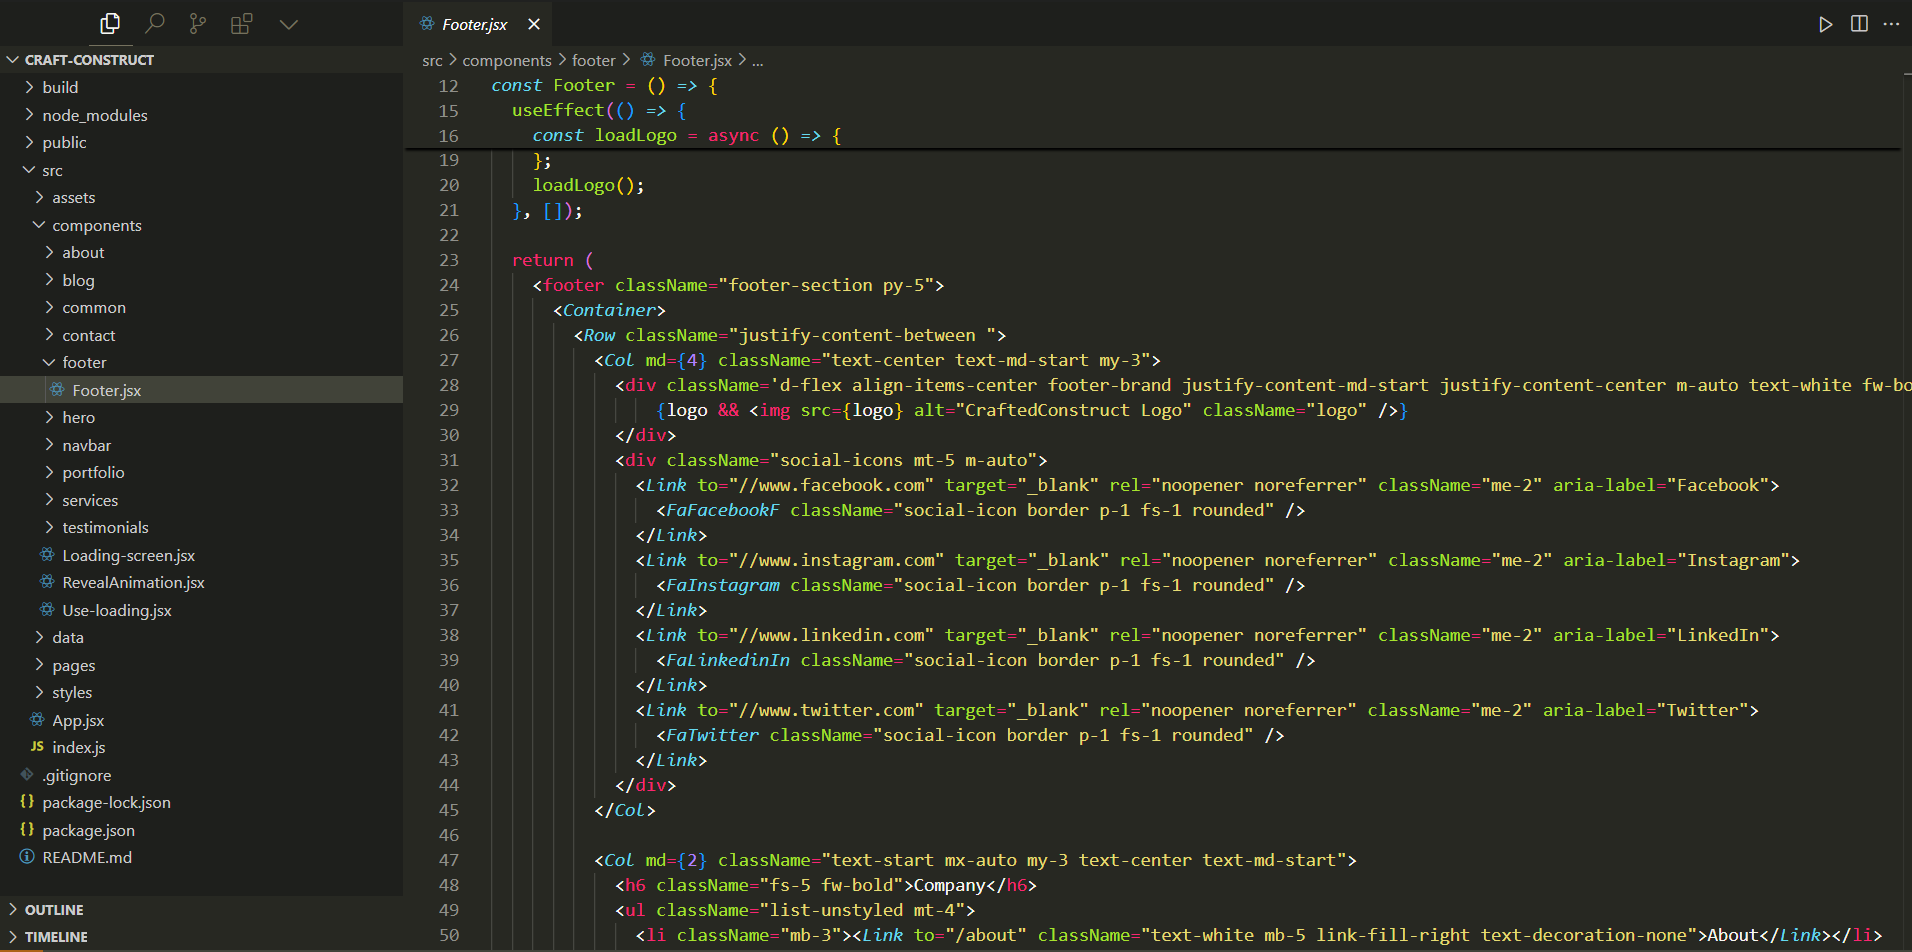 CRAFT-CONSTRUCT
build
node_modules
public
src
assets
components
about
blog
common
contact
footer
Footer.jsx
hero
navbar
portfolio
services
testimonials
Loading-screen.jsx
RevealAnimation.jsx
Use-loading.jsx
data
pages
styles
App.jsx
JS index.js
.gitignore
{} package-lock.json
{} package.json
README.md
OUTLINE
TIMELINE
Footer.jsx
src > components > footer > Footer.jsx > ...
12 const Footer = () => {
15 useEffect(() => {
16 const loadLogo = async () => {
19 };
20 loadLogo();
21 }, []);
22
23 return (
24 <footer className="footer-section py-5">
25 <Container>
26 <Row className="justify-content-between ">
27 <Col md={4} className="text-center text-md-start my-3">
28 <div className='d-flex align-items-center footer-brand justify-content-md-start justify-content-center m-auto text-white fw-bo
29 {logo && <img src={logo} alt="CraftedConstruct Logo" className="logo" />}
30 </div>
31 <div className="social-icons mt-5 m-auto">
32 <Link to="//www.facebook.com" target="_blank" rel="noopener noreferrer" className="me-2" aria-label="Facebook">
33 <FaFacebookF className="social-icon border p-1 fs-1 rounded" />
34 </Link>
35 <Link to="//www.instagram.com" target="_blank" rel="noopener noreferrer" className="me-2" aria-label="Instagram">
36 <FaInstagram className="social-icon border p-1 fs-1 rounded" />
37 </Link>
38 <Link to="//www.linkedin.com" target="_blank" rel="noopener noreferrer" className="me-2" aria-label="LinkedIn">
39 <FaLinkedinIn className="social-icon border p-1 fs-1 rounded" />
40 </Link>
41 <Link to="//www.twitter.com" target="_blank" rel="noopener noreferrer" className="me-2" aria-label="Twitter">
42 <FaTwitter className="social-icon border p-1 fs-1 rounded" />
43 </Link>
44 </div>
45 </Col>
46
47 <Col md={2} className="text-start mx-auto my-3 text-center text-md-start">
48 <h6 className="fs-5 fw-bold">Company</h6>
49 <ul className="list-unstyled mt-4">
50 <li className="mb-3"><Link to="/about" className="text-white mb-5 link-fill-right text-decoration-none">About</Link></li>